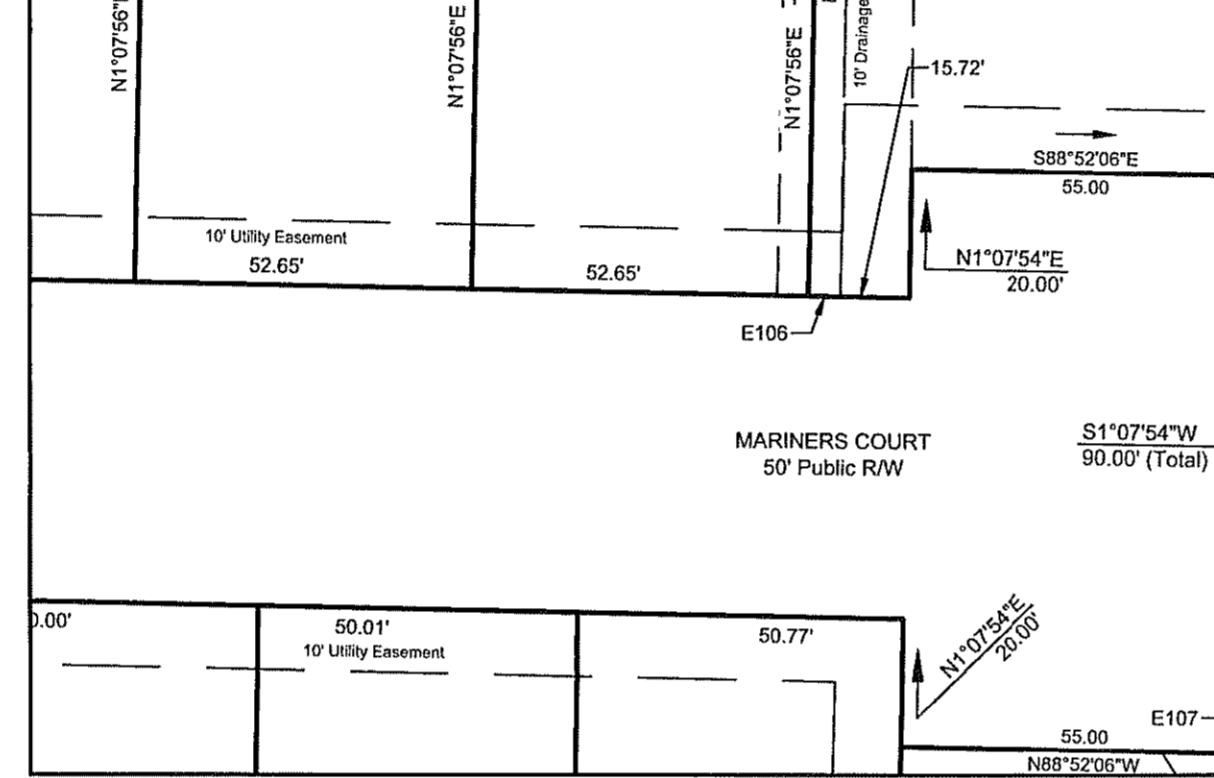 N1°07'56"E
N1°07'56"E
N1°07'56"E
10' Drainage
15.72'
S88°52'06"E
55.00
10' Utility Easement
52.65'
52.65'
N1°07'54"E
20.00'
E106
MARINERS COURT
50' Public R/W
S1°07'54"W
90.00' (Total)
0.00'
50.01'
10' Utility Easement
50.77'
N1°07'54"E
20.00'
E107
55.00
N88°52'06"W